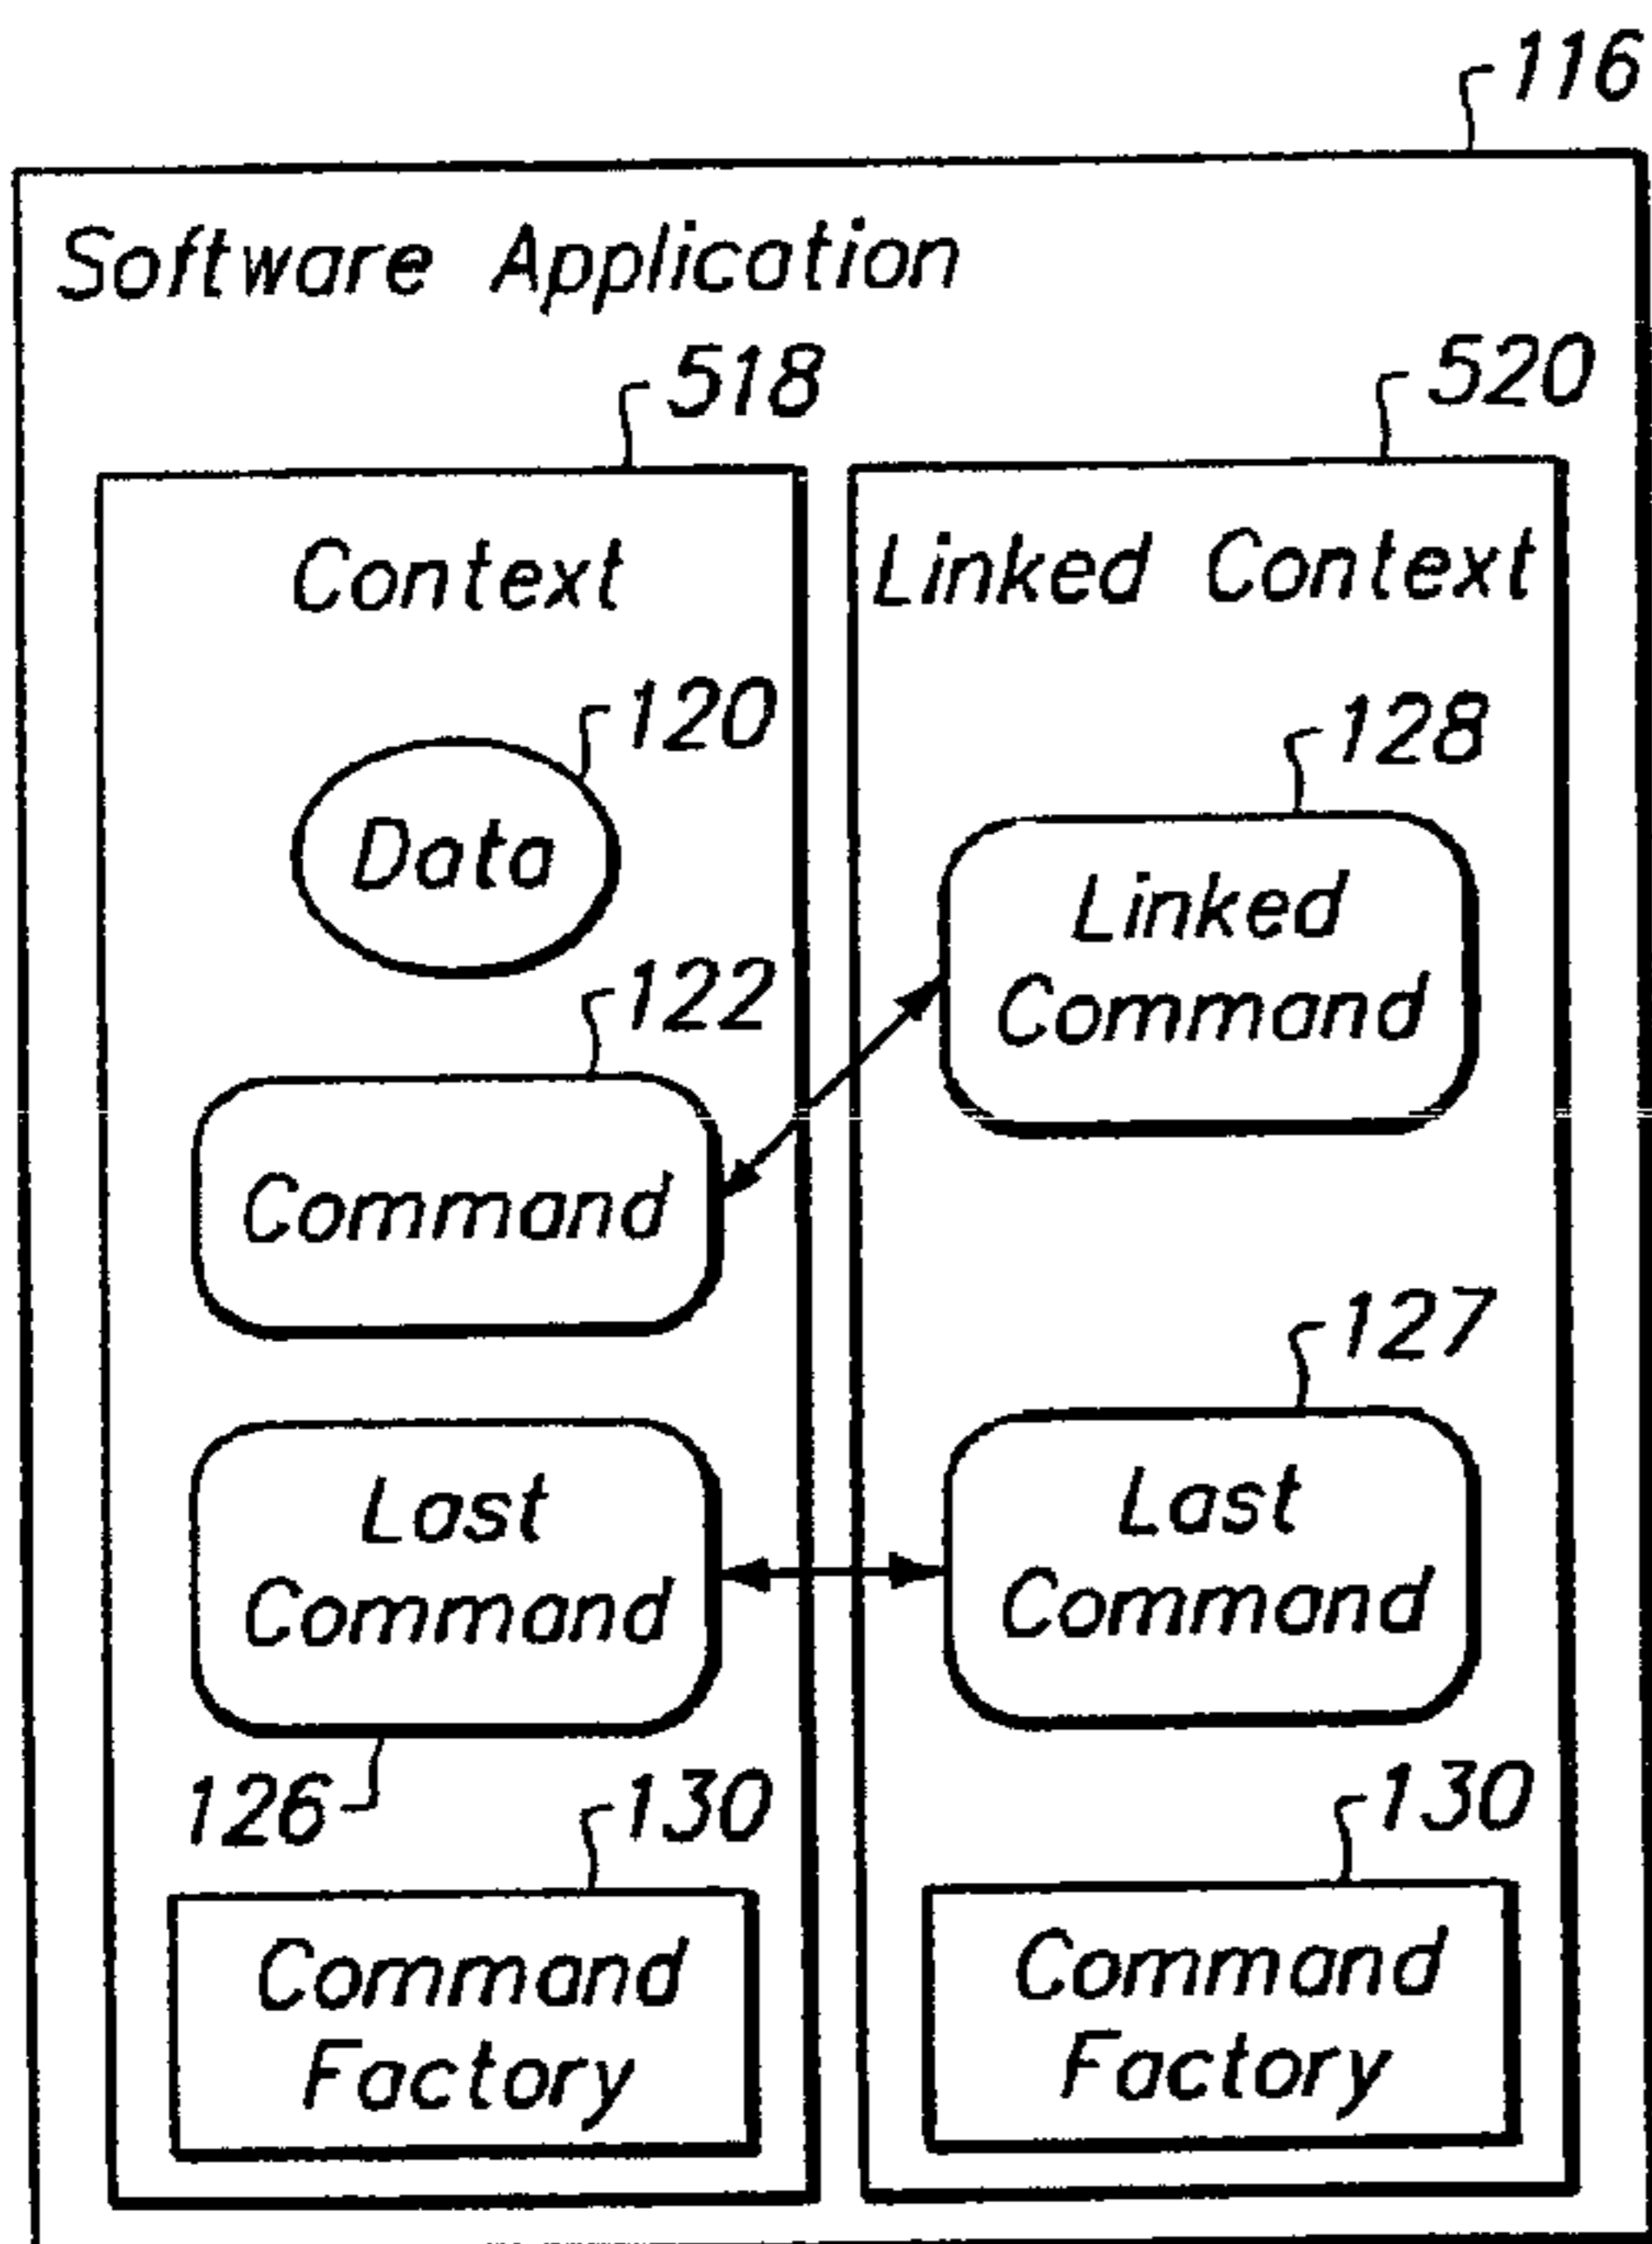 116
Software Application
518
520
Context
Linked Context
120
Data
128
Linked
Command
122
Command
127
Last
Command
Last
Command
126
130
Command
Factory
130
Command
Factory